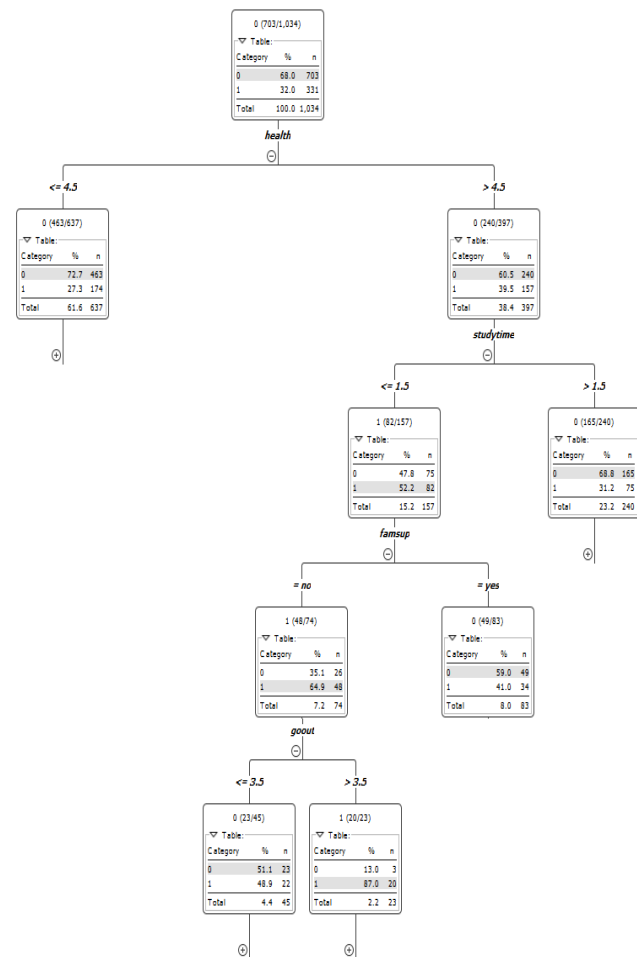 0 (703/1,034)
Table:
Category % n
0 68.0 703
1 32.0 331
Total 100.0 1,034
health
<= 4.5
> 4.5
0 (463/637)
Table:
Category % n
0 72.7 463
1 27.3 174
Total 61.6 637
0 (240/397)
Table:
Category % n
0 60.5 240
1 39.5 157
Total 38.4 397
studytime
<= 1.5
> 1.5
1 (82/157)
Table:
Category % n
0 47.8 75
1 52.2 82
Total 15.2 157
0 (165/240)
Table:
Category % n
0 68.8 165
1 31.2 75
Total 23.2 240
famsup
= no
= yes
1 (48/74)
Table:
Category % n
0 35.1 26
1 64.9 48
Total 7.2 74
0 (49/83)
Table:
Category % n
0 59.0 49
1 41.0 34
Total 8.0 83
goout
<= 3.5
> 3.5
0 (23/45)
Table:
Category % n
0 51.1 23
1 48.9 22
Total 4.4 45
1 (20/23)
Table:
Category % n
0 13.0 3
1 87.0 20
Total 2.2 23